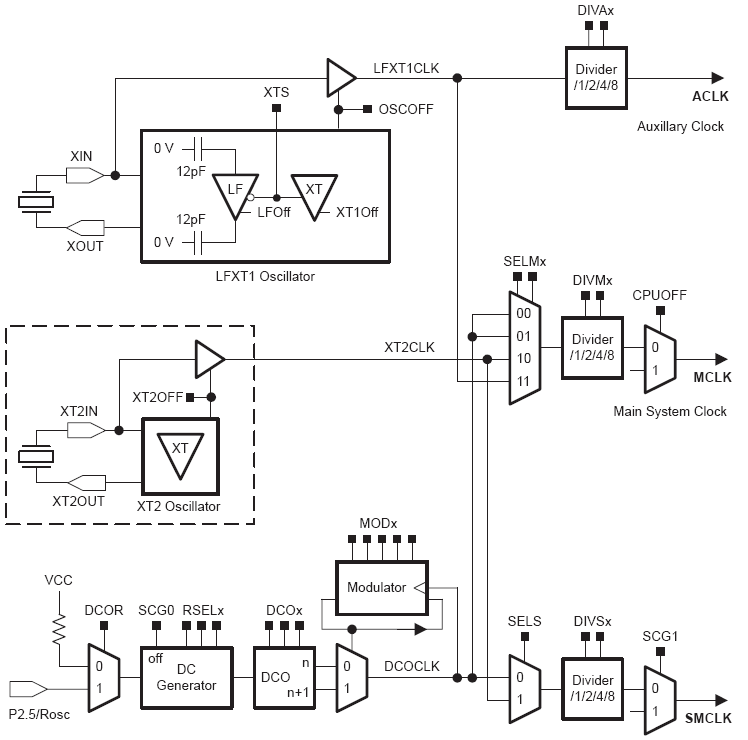 DIVAx
LFXT1CLK
Divider
/1/2/4/8
ACLK
Auxillary Clock
XTS
OSCOFF
XIN
0 V
12pF
LF
XT
LFOff
XT1Off
12pF
0 V
XOUT
LFXT1 Oscillator
SELMx
DIVMx
CPUOFF
00
01
10
11
Divider
/1/2/4/8
0
1
MCLK
Main System Clock
XT2CLK
XT2OFF
XT2IN
XT
XT2OUT
XT2 Oscillator
MODx
Modulator
VCC
DCOR
SCG0
RSELx
DCOx
0
1
off
DC
Generator
DCO
n
n+1
0
1
DCOCLK
P2.5/Rosc
SELS
DIVSx
SCG1
0
1
Divider
/1/2/4/8
0
1
SMCLK